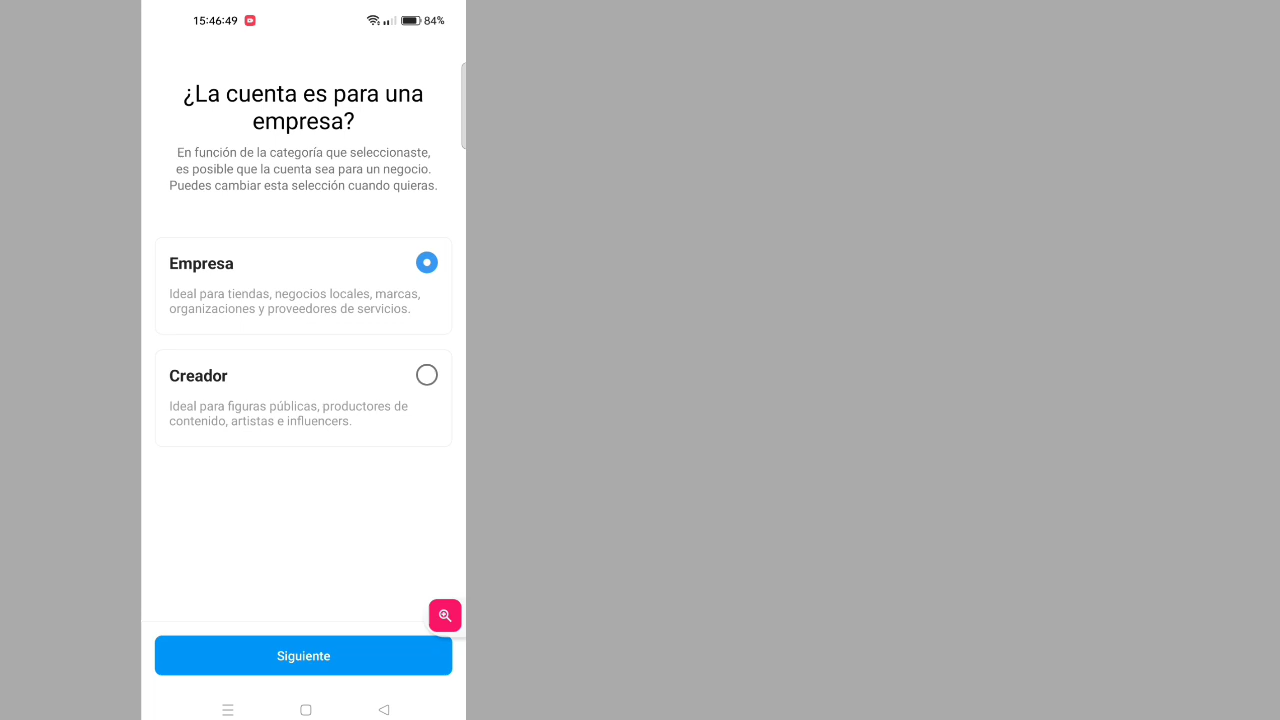 15:46:49
84%
¿La cuenta es para una
empresa?
En función de la categoría que seleccionaste,
es posible que la cuenta sea para un negocio.
Puedes cambiar esta selección cuando quieras.
Empresa
Ideal para tiendas, negocios locales, marcas,
organizaciones y proveedores de servicios.
Creador
Ideal para figuras públicas, productores de
contenido, artistas e influencers.
Siguiente